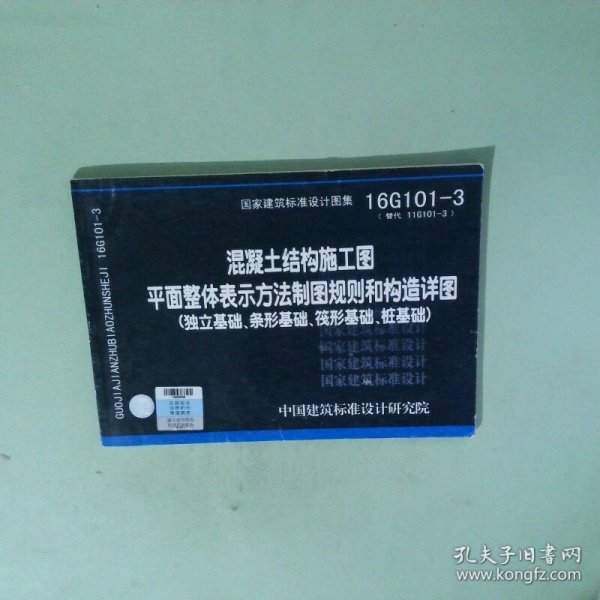 国家建筑标准设计图集 16G101-3
(替代 11G101-3)
混凝土结构施工图
平面整体表示方法制图规则和构造详图
(独立基础、条形基础、筏形基础、桩基础)
国家建筑标准设计
国家建筑标准设计
国家建筑标准设计
中国建筑标准设计研究院
GUOJIAJIANZHUBIAOZHUNSHEJI 16G101-3
孔夫子旧书网
www.kongfz.com